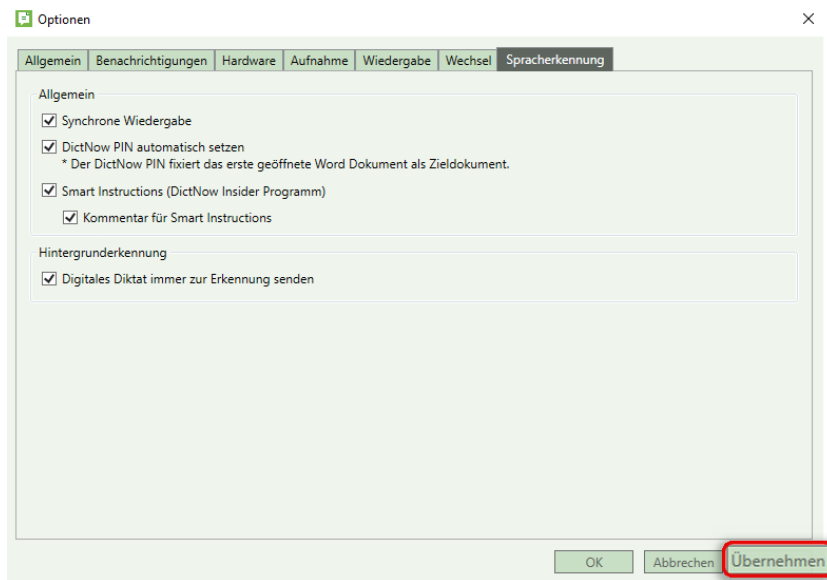 Optionen
Allgemein Benachrichtigungen Hardware Aufnahme Wiedergabe Wechsel Spracherkennung
Allgemein
Synchrone Wiedergabe
DictNow PIN automatisch setzen
* Der DictNow PIN fixiert das erste geöffnete Word Dokument als Zieldokument.
Smart Instructions (DictNow Insider Programm)
Kommentar für Smart Instructions
Hintergrunderkennung
Digitales Diktat immer zur Erkennung senden
OK Abbrechen Übernehmen